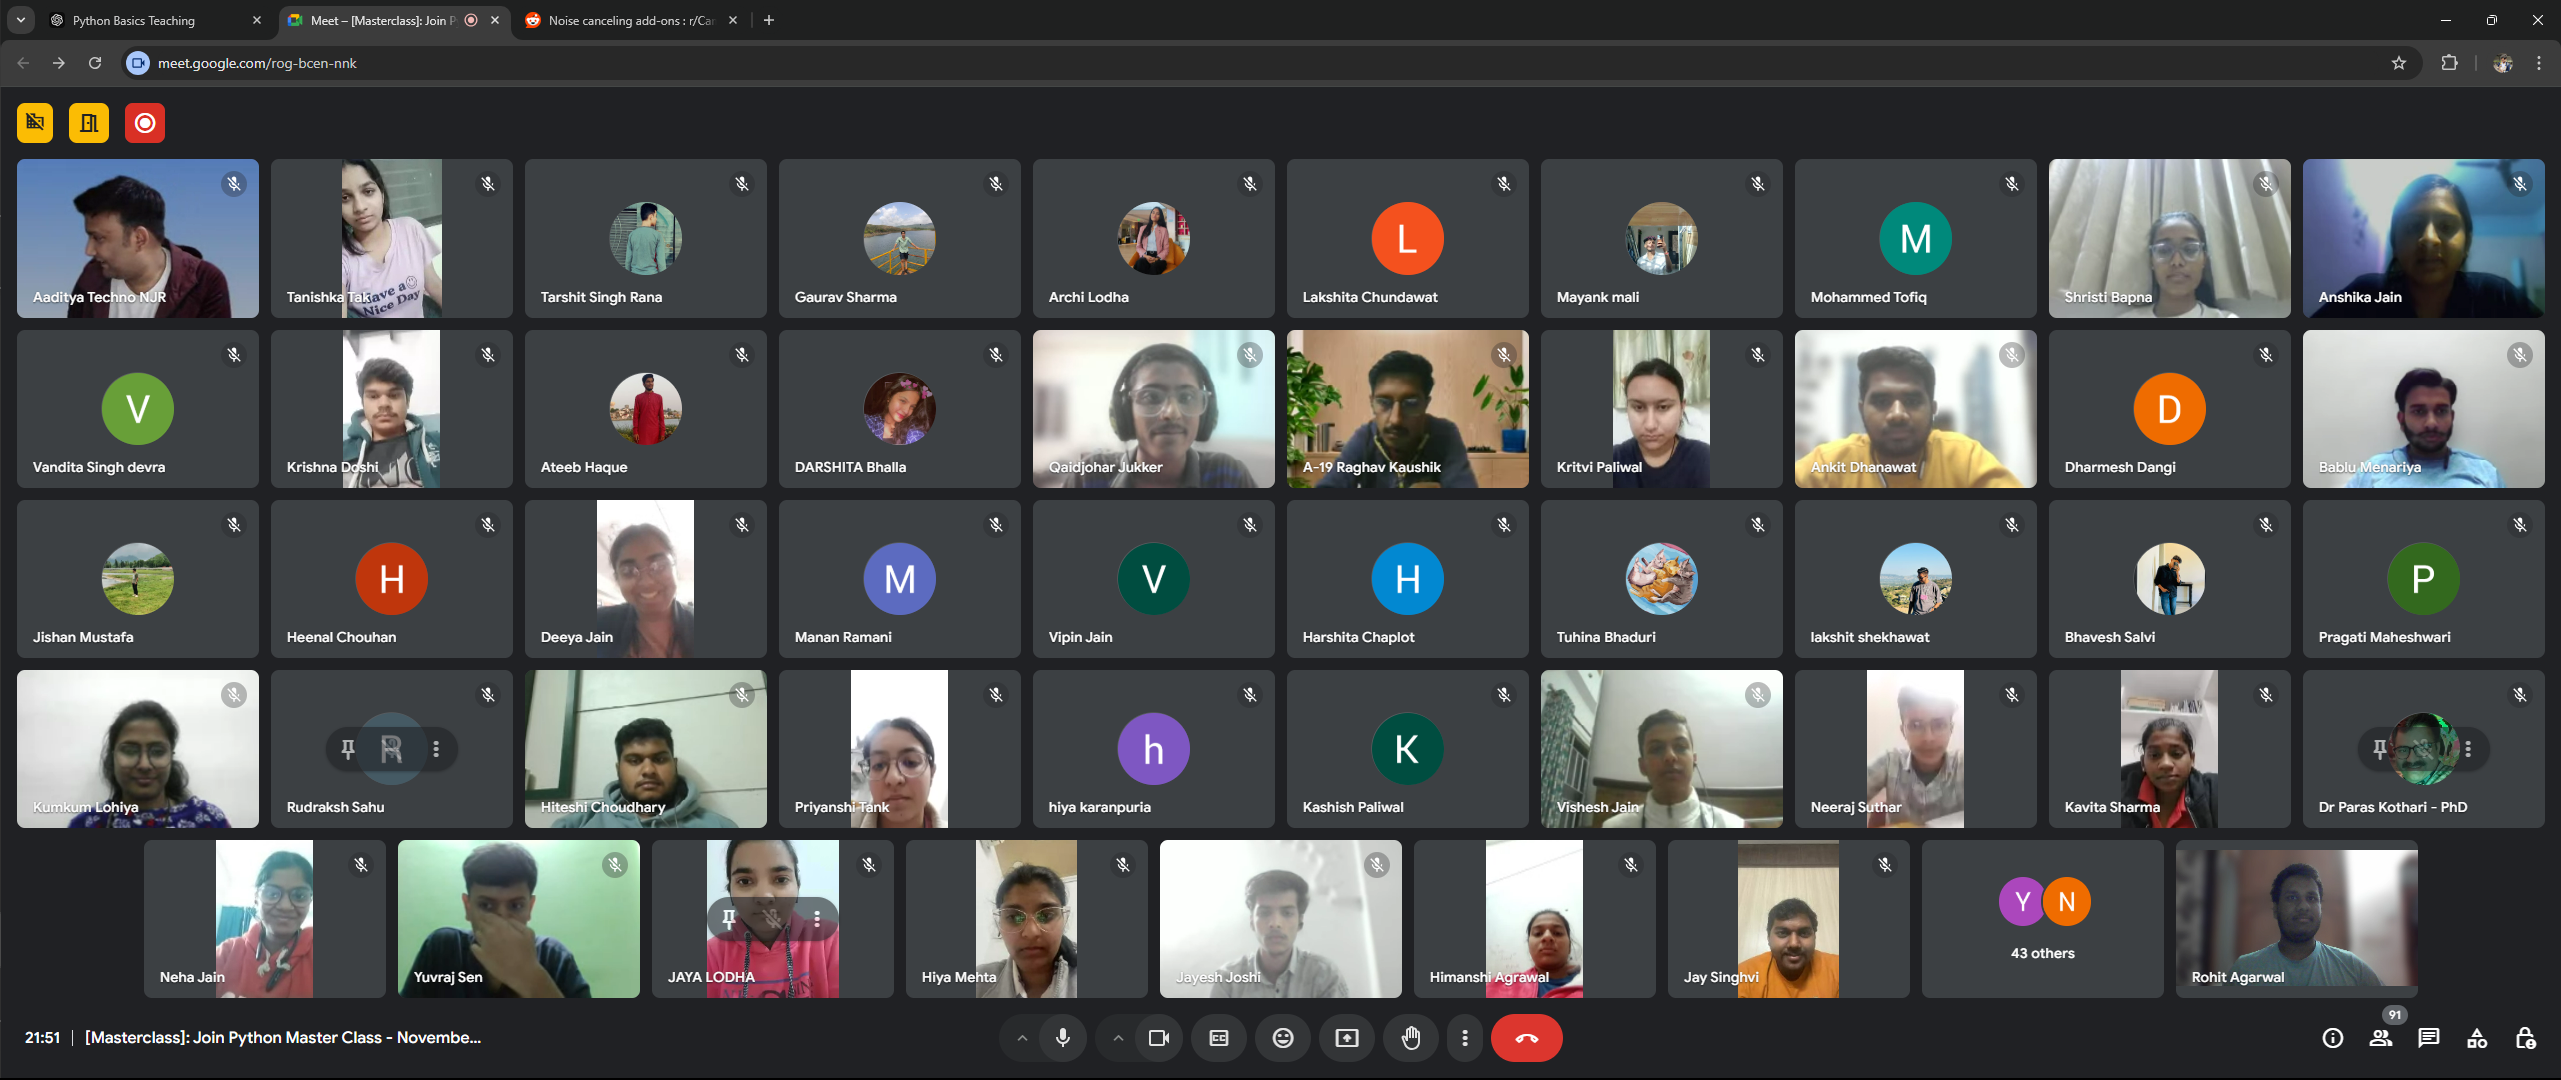 Python Basics Teaching
Meet – [Masterclass]: Join P
Noise canceling add-ons : r/Car
meet.google.com/rog-bcen-nnk
Aaditya Techno NJR
Tanishka Tak
Have a
Nice Day
Tarshit Singh Rana
Gaurav Sharma
Archi Lodha
L
Lakshita Chundawat
Mayank mali
M
Mohammed Tofiq
Shristi Bapna
Anshika Jain
V
Vandita Singh devra
Krishna Doshi
Ateeb Haque
DARSHITA Bhalla
Qaidjohar Jukker
A-19 Raghav Kaushik
Kritvi Paliwal
Ankit Dhanawat
D
Dharmesh Dangi
Bablu Menariya
Jishan Mustafa
H
Heenal Chouhan
Deeya Jain
M
Manan Ramani
V
Vipin Jain
H
Harshita Chaplot
Tuhina Bhaduri
lakshit shekhawat
Bhavesh Salvi
P
Pragati Maheshwari
Kumkum Lohiya
R
Rudraksh Sahu
Hiteshi Choudhary
Priyanshi Tank
h
hiya karanpuria
K
Kashish Paliwal
Vishesh Jain
Neeraj Suthar
Kavita Sharma
Dr Paras Kothari - PhD
Neha Jain
Yuvraj Sen
JAYA LODHA
Hiya Mehta
Jayesh Joshi
Himanshi Agrawal
Jay Singhvi
Y N
43 others
Rohit Agarwal
21:51 | [Masterclass]: Join Python Master Class - Novembe...
CC
91